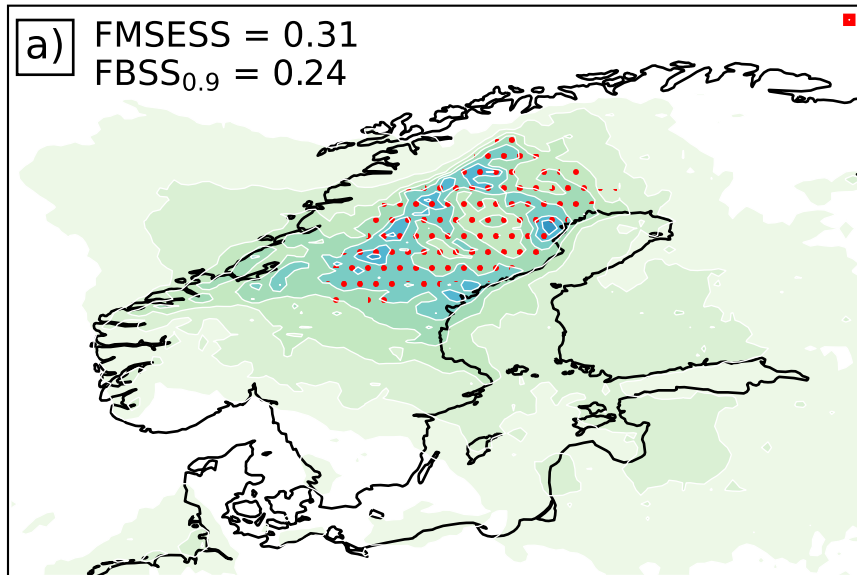 a) FMSESS = 0.31
FBSS₀.₉ = 0.24